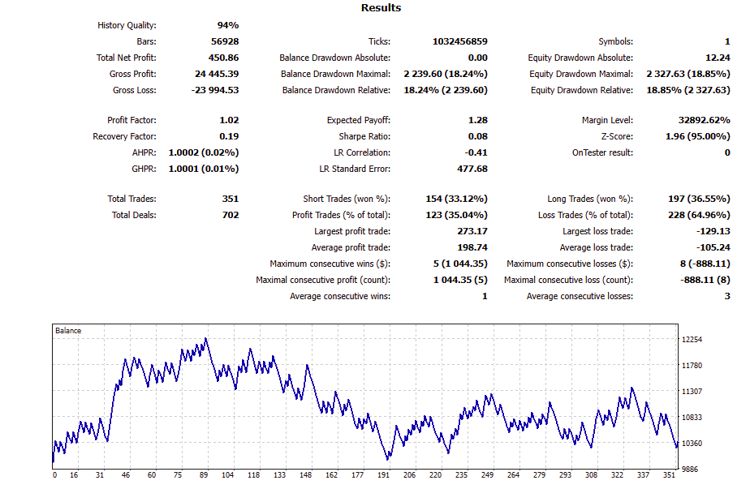 Results
History Quality: 94%
Bars: 56928 Ticks: 1032456859 Symbols: 1
Total Net Profit: 450.86 Balance Drawdown Absolute: 0.00 Equity Drawdown Absolute: 12.24
Gross Profit: 24 445.39 Balance Drawdown Maximal: 2 239.60 (18.24%) Equity Drawdown Maximal: 2 327.63 (18.85%)
Gross Loss: -23 994.53 Balance Drawdown Relative: 18.24% (2 239.60) Equity Drawdown Relative: 18.85% (2 327.63)
Profit Factor: 1.02 Expected Payoff: 1.28 Margin Level: 32892.62%
Recovery Factor: 0.19 Sharpe Ratio: 0.08 Z-Score: 1.96 (95.00%)
AHPR: 1.0002 (0.02%) LR Correlation: -0.41 OnTester result: 0
GHPR: 1.0001 (0.01%) LR Standard Error: 477.68
Total Trades: 351 Short Trades (won %): 154 (33.12%) Long Trades (won %): 197 (36.55%)
Total Deals: 702 Profit Trades (% of total): 123 (35.04%) Loss Trades (% of total): 228 (64.96%)
Largest profit trade: 273.17 Largest loss trade: -129.13
Average profit trade: 198.74 Average loss trade: -105.24
Maximum consecutive wins ($): 5 (1 044.35) Maximum consecutive losses ($): 8 (-888.11)
Maximal consecutive profit (count): 1 044.35 (5) Maximal consecutive loss (count): -888.11 (8)
Average consecutive wins: 1 Average consecutive losses: 3
Balance
12254
11780
11307
10833
10360
9886
0 16 31 46 60 75 89 104 118 133 148 162 177 191 206 220 235 249 264 279 293 308 322 337 351